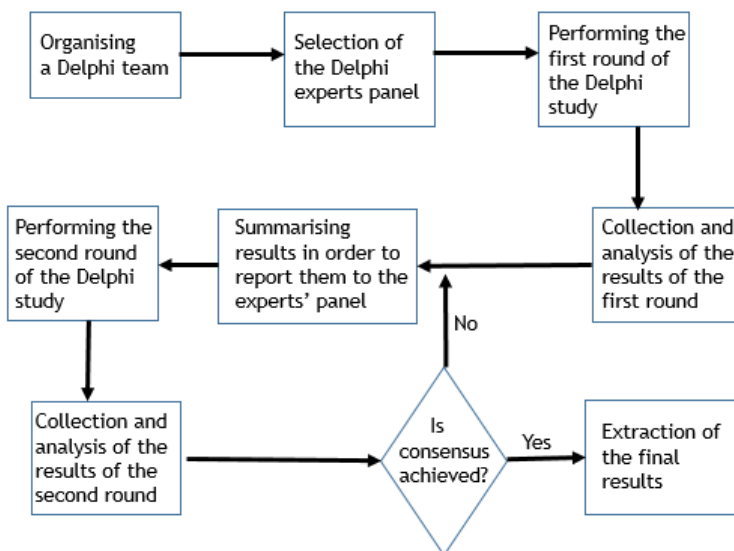 Organising
a Delphi team
Selection of
the Delphi
experts panel
Performing the
first round of
the Delphi
study
Collection and
analysis of the
results of the
first round
Summarising
results in order to
report them to the
experts’ panel
Performing the
second round
of the Delphi
study
Collection and
analysis of the
results of the
second round
Is
consensus
achieved?
No
Yes
Extraction of
the final
results